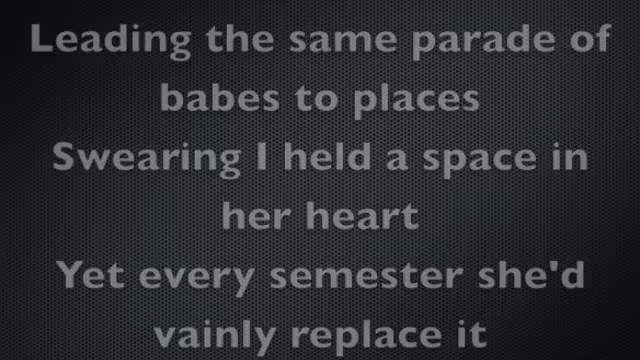 Leading the same parade of
babes to places
Swearing I held a space in
her heart
Yet every semester she'd
vainly replace it